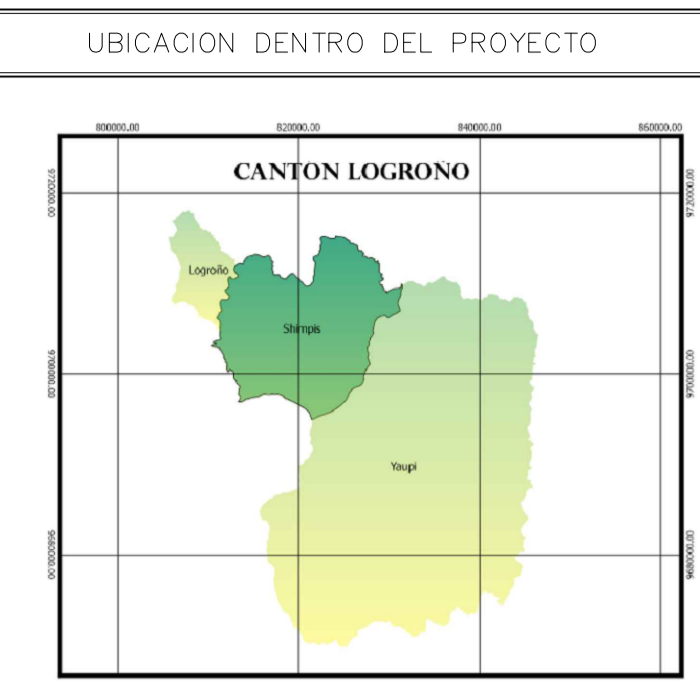 UBICACION DENTRO DEL PROYECTO
800000.00 820000.00 840000.00 860000.00
CANTÓN LOGROÑO
9720000.00 9720000.00
Logroño
Shimpis
9700000.00 9700000.00
Yaupi
9680000.00 9680000.00